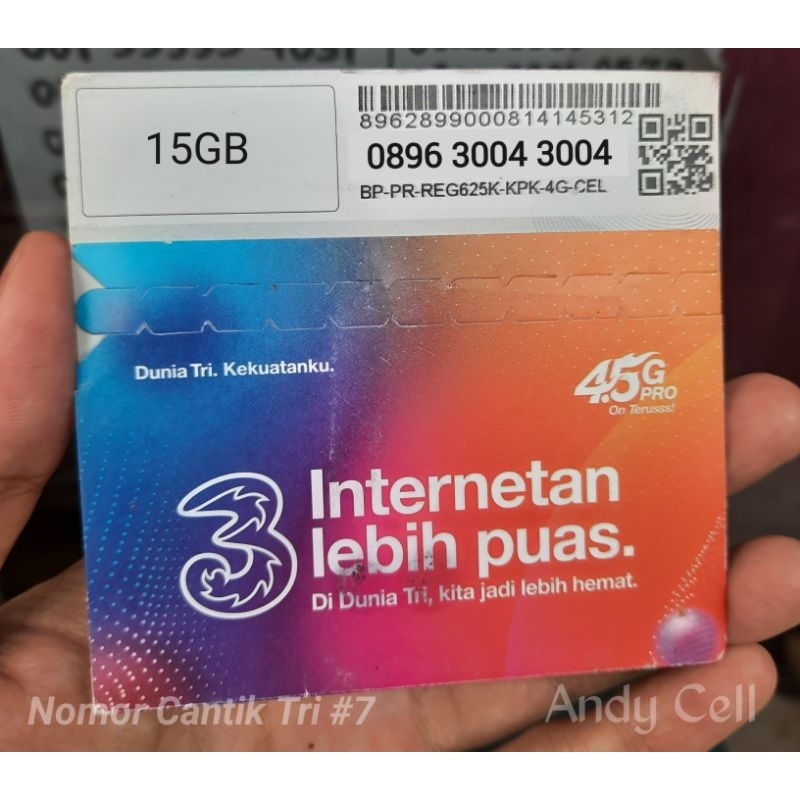 15GB
8962899000814145312
0896 3004 3004
BP-PR-REG625K-KPK-4G-CEL
Dunia Tri. Kekuatanku.
4.5G
PRO
On Terusss!
3
Internetan
lebih puas.
Di Dunia Tri, kita jadi lebih hemat.
Nomor Cantik Tri #7
Andy Cell